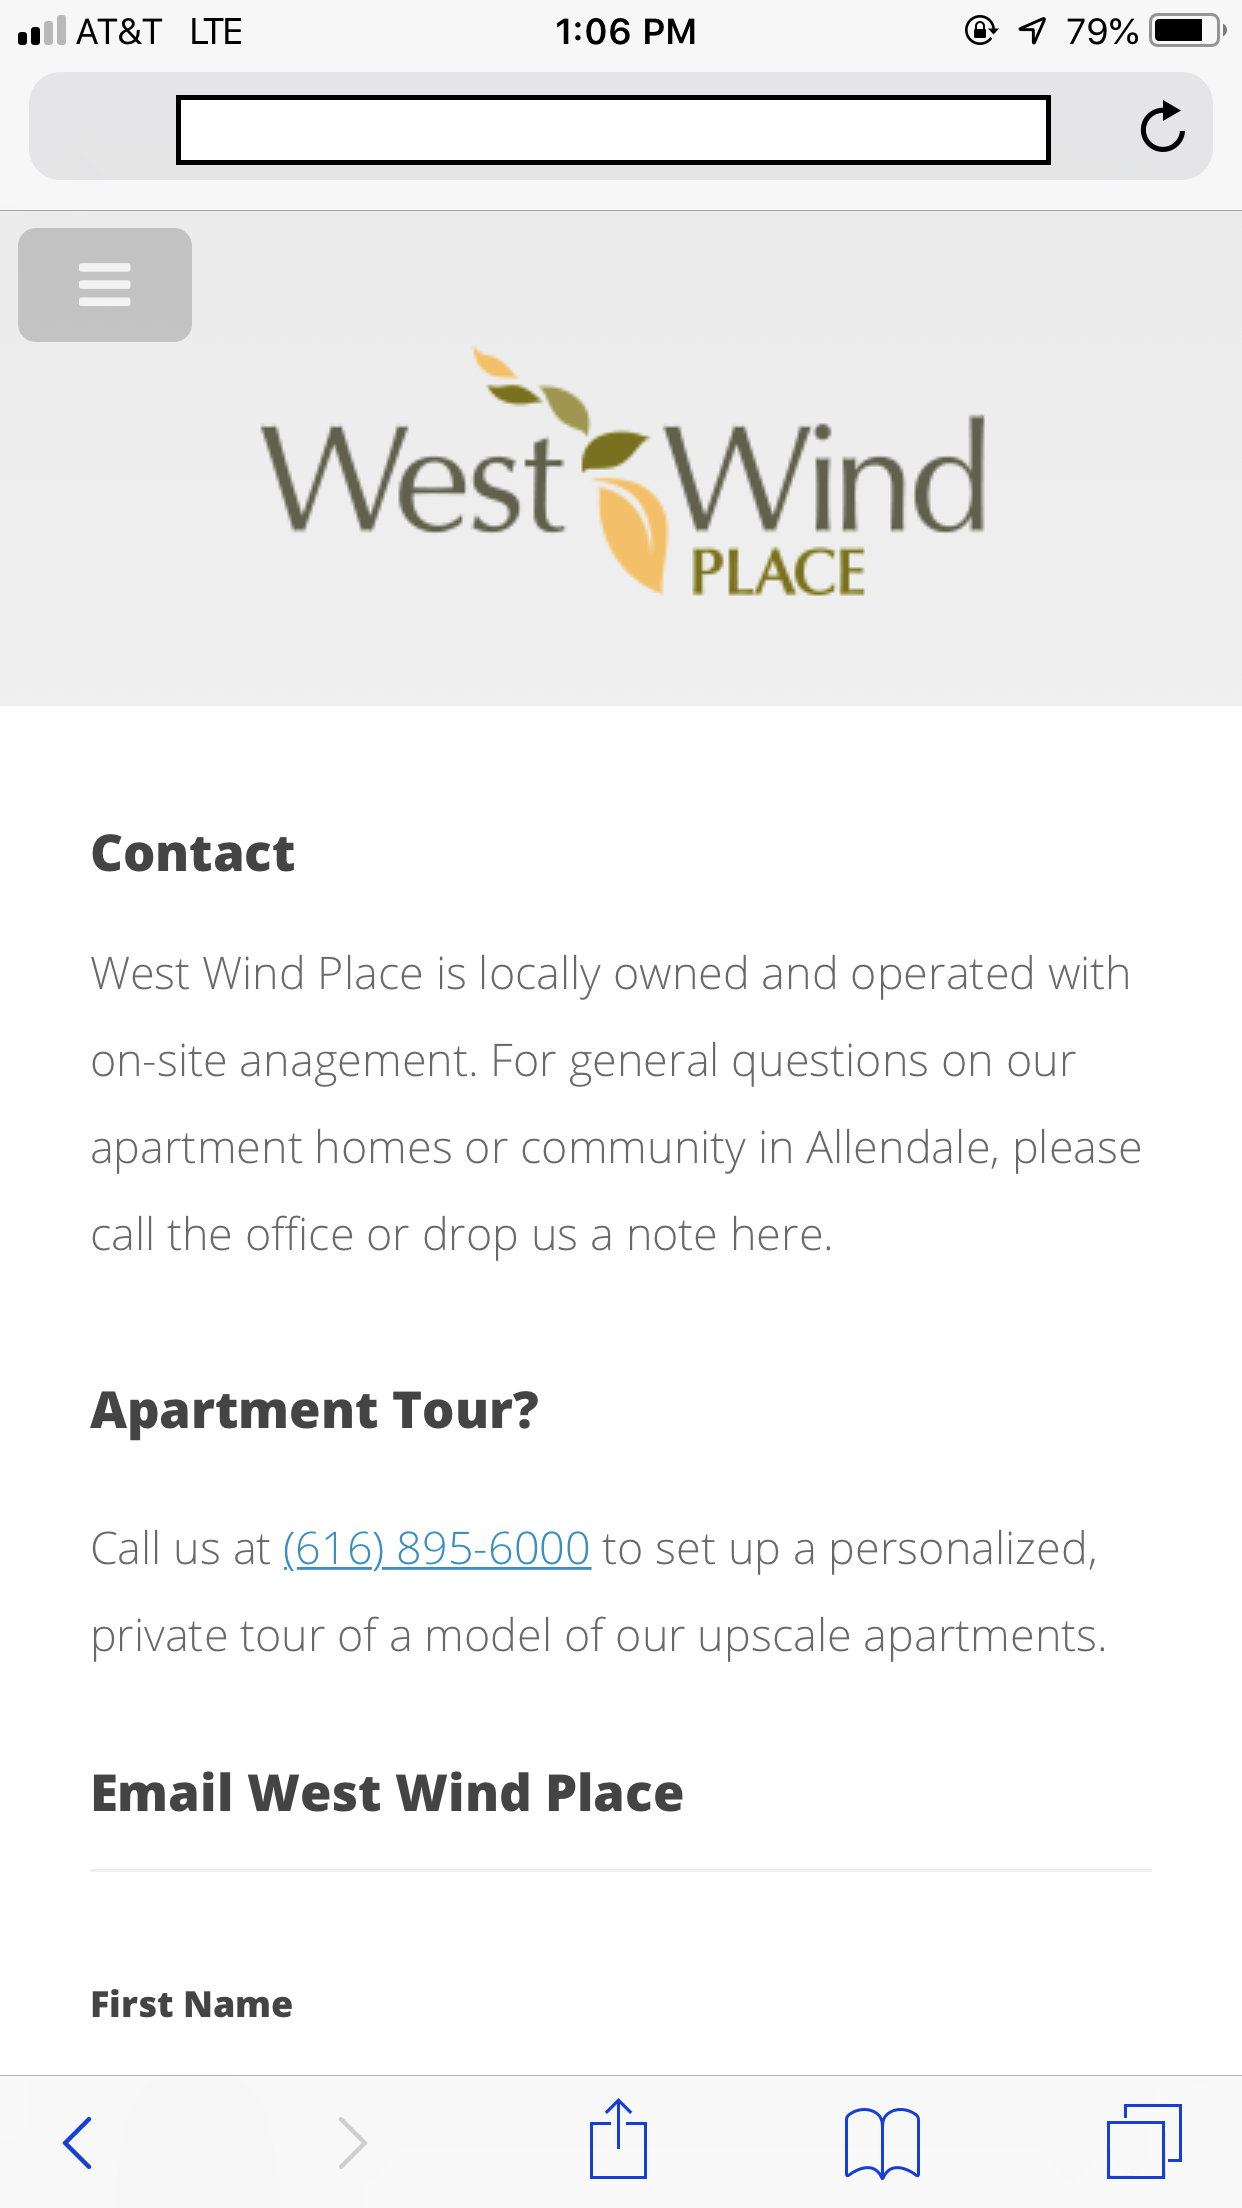 AT&T LTE 1:06 PM 79%
West Wind
PLACE
Contact
West Wind Place is locally owned and operated with
on-site anagement. For general questions on our
apartment homes or community in Allendale, please
call the office or drop us a note here.
Apartment Tour?
Call us at (616) 895-6000 to set up a personalized,
private tour of a model of our upscale apartments.
Email West Wind Place
First Name